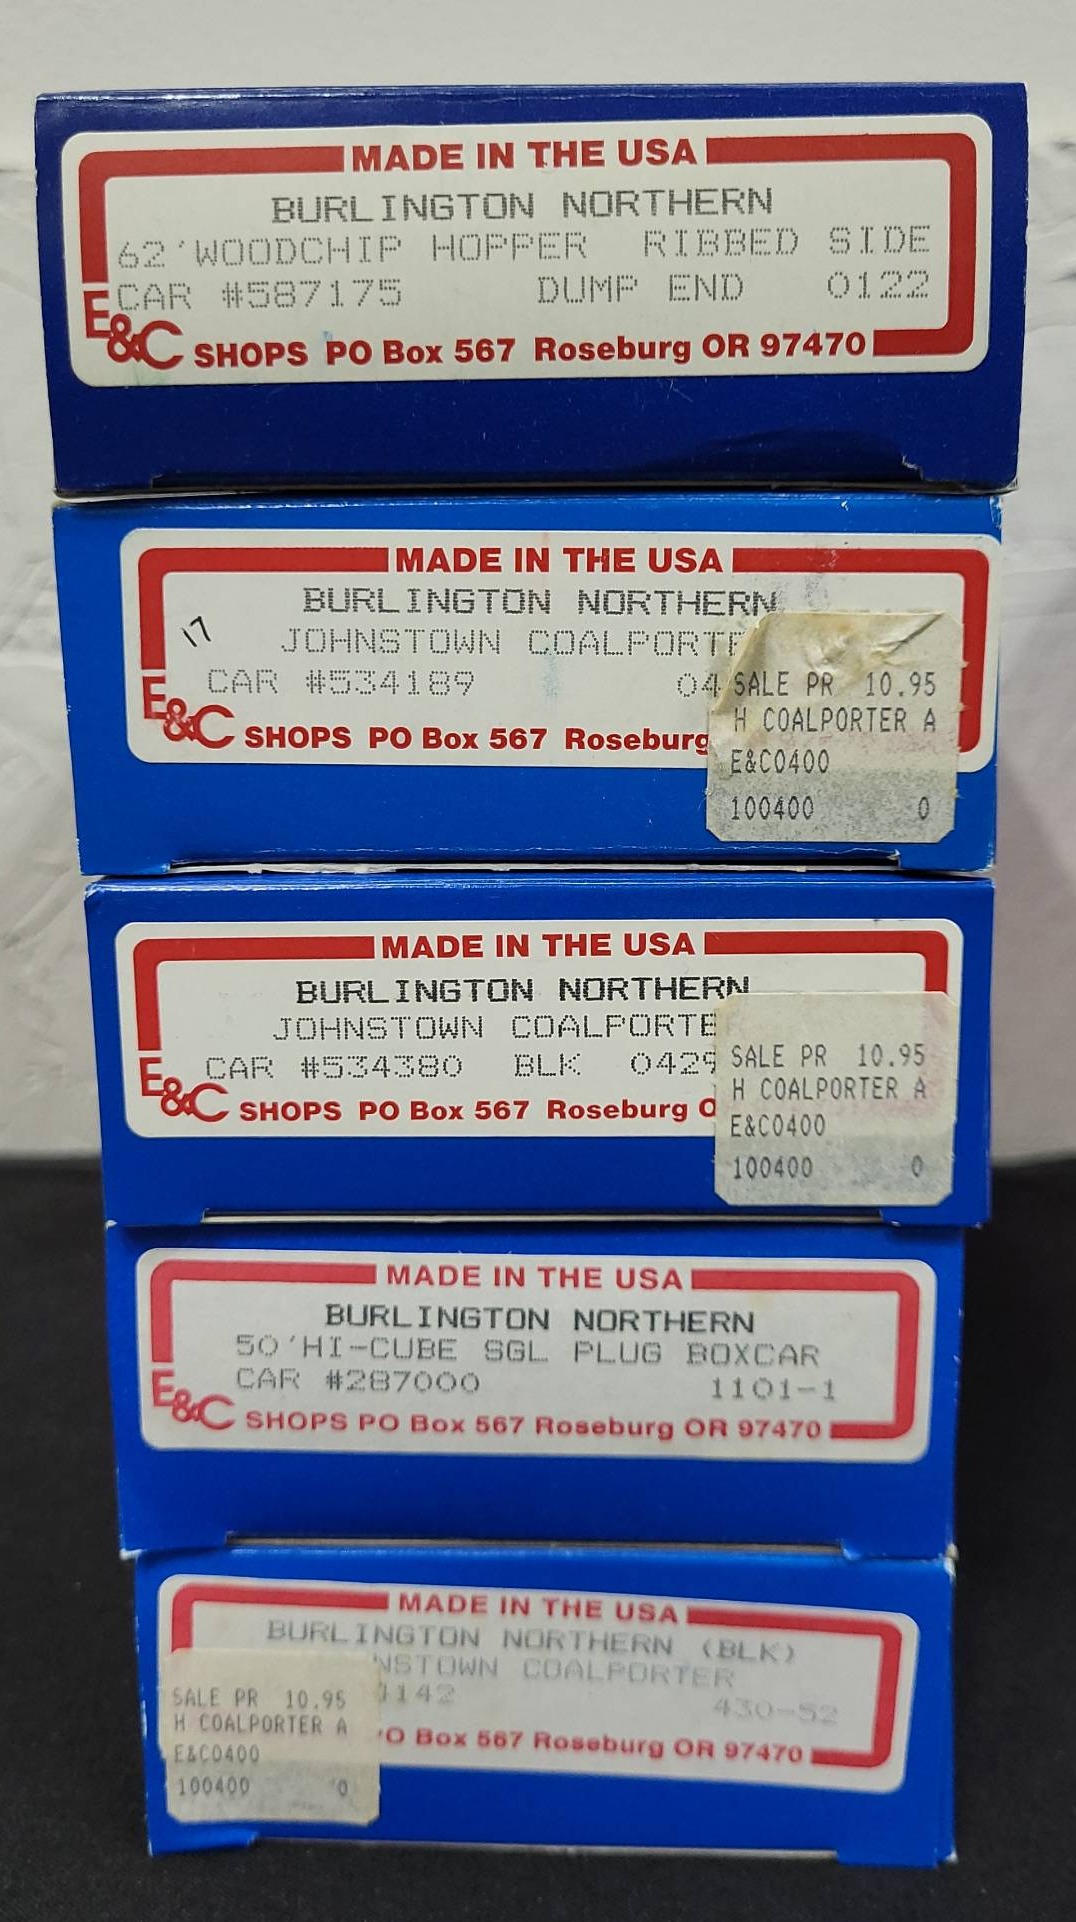 MADE IN THE USA
BURLINGTON NORTHERN
62'WOODCHIP HOPPER RIBBED SIDE
CAR #587175 DUMP END 0122
E&C SHOPS PO Box 567 Roseburg OR 97470
MADE IN THE USA
BURLINGTON NORTHERN
17
JOHNSTOWN COALPORTE
CAR #534189 04
E&C SHOPS PO Box 567 Roseburg
SALE PR 10.95
H COALPORTER A
E&C0400
100400 0
MADE IN THE USA
BURLINGTON NORTHERN
JOHNSTOWN COALPORTE
CAR #534380 BLK 0429
E&C SHOPS PO Box 567 Roseburg O
SALE PR 10.95
H COALPORTER A
E&C0400
100400 0
MADE IN THE USA
BURLINGTON NORTHERN
50'HI-CUBE SGL PLUG BOXCAR
CAR #287000 1101-1
E&C SHOPS PO Box 567 Roseburg OR 97470
MADE IN THE USA
BURLINGTON NORTHERN (BLK)
NSTOWN COALPORTER
142 430-52
O Box 567 Roseburg OR 97470
SALE PR 10.95
H COALPORTER A
E&C0400
100400 0